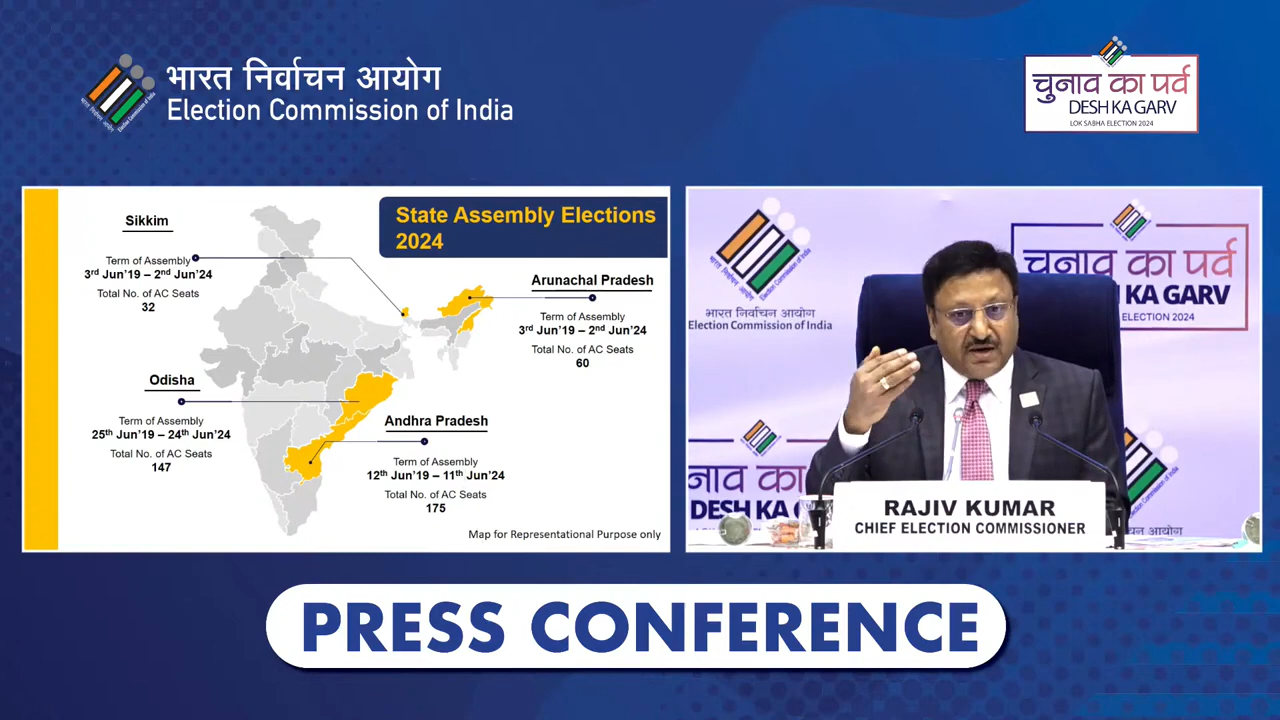 भारत निर्वाचन आयोग
Election Commission of India
चुनाव का पर्व
DESH KA GARV
LOK SABHA ELECTION 2024
State Assembly Elections
2024
Sikkim
Term of Assembly
3rd Jun'19 – 2nd Jun'24
Total No. of AC Seats
32
Arunachal Pradesh
Term of Assembly
3rd Jun'19 – 2nd Jun'24
Total No. of AC Seats
60
Odisha
Term of Assembly
25th Jun'19 – 24th Jun'24
Total No. of AC Seats
147
Andhra Pradesh
Term of Assembly
12th Jun'19 – 11th Jun'24
Total No. of AC Seats
175
Map for Representational Purpose only
भारत निर्वाचन आयोग
Election Commission of India
चुनाव का पर्व
H KA GARV
ELECTION 2024
नाव का
DESH KA
आयोग
RAJIV KUMAR
CHIEF ELECTION COMMISSIONER
PRESS CONFERENCE